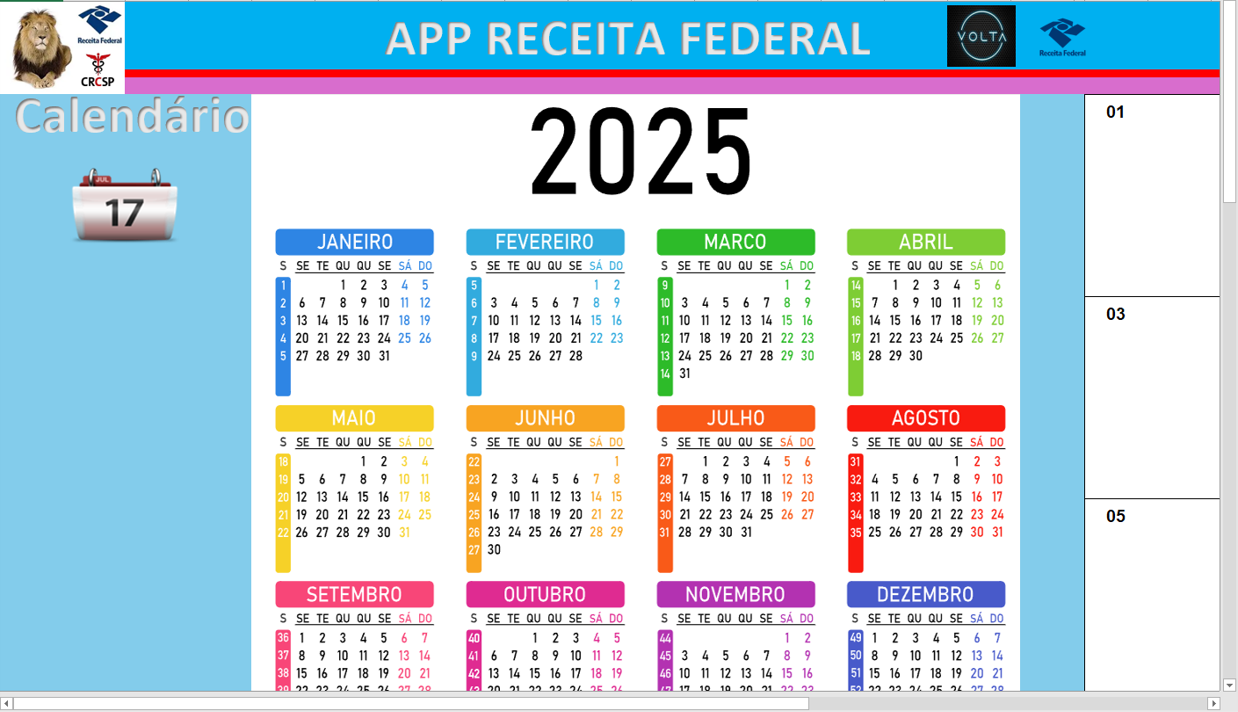 APP RECEITA FEDERAL
Receita Federal
CRCSP
VOLTA
Receita Federal
Calendário
JUL
17
2025
01
03
05
JANEIRO FEVEREIRO MARCO ABRIL
S SE TE QU QU SE SÁ DO S SE TE QU QU SE SÁ DO S SE TE QU QU SE SÁ DO S SE TE QU QU SE SÁ DO
1 1 2 3 4 5 5 1 2 9 1 2 14 1 2 3 4 5 6
2 6 7 8 9 10 11 12 6 3 4 5 6 7 8 9 10 3 4 5 6 7 8 9 15 7 8 9 10 11 12 13
3 13 14 15 16 17 18 19 7 10 11 12 13 14 15 16 11 10 11 12 13 14 15 16 16 14 15 16 17 18 19 20
4 20 21 22 23 24 25 26 8 17 18 19 20 21 22 23 12 17 18 19 20 21 22 23 17 21 22 23 24 25 26 27
5 27 28 29 30 31 9 24 25 26 27 28 13 24 25 26 27 28 29 30 18 28 29 30
14 31
MAIO JUNHO JULHO AGOSTO
S SE TE QU QU SE SÁ DO S SE TE QU QU SE SÁ DO S SE TE QU QU SE SÁ DO S SE TE QU QU SE SÁ DO
18 1 2 3 4 22 1 27 1 2 3 4 5 6 31 1 2 3
19 5 6 7 8 9 10 11 23 2 3 4 5 6 7 8 28 7 8 9 10 11 12 13 32 4 5 6 7 8 9 10
20 12 13 14 15 16 17 18 24 9 10 11 12 13 14 15 29 14 15 16 17 18 19 20 33 11 12 13 14 15 16 17
21 19 20 21 22 23 24 25 25 16 17 18 19 20 21 22 30 21 22 23 24 25 26 27 34 18 19 20 21 22 23 24
22 26 27 28 29 30 31 26 23 24 25 26 27 28 29 31 28 29 30 31 35 25 26 27 28 29 30 31
27 30
SETEMBRO OUTUBRO NOVEMBRO DEZEMBRO
S SE TE QU QU SE SÁ DO S SE TE QU QU SE SÁ DO S SE TE QU QU SE SÁ DO S SE TE QU QU SE SÁ DO
36 1 2 3 4 5 6 7 40 1 2 3 4 5 44 1 2 49 1 2 3 4 5 6 7
37 8 9 10 11 12 13 14 41 6 7 8 9 10 11 12 45 3 4 5 6 7 8 9 50 8 9 10 11 12 13 14
38 15 16 17 18 19 20 21 42 13 14 15 16 17 18 19 46 10 11 12 13 14 15 16 51 15 16 17 18 19 20 21